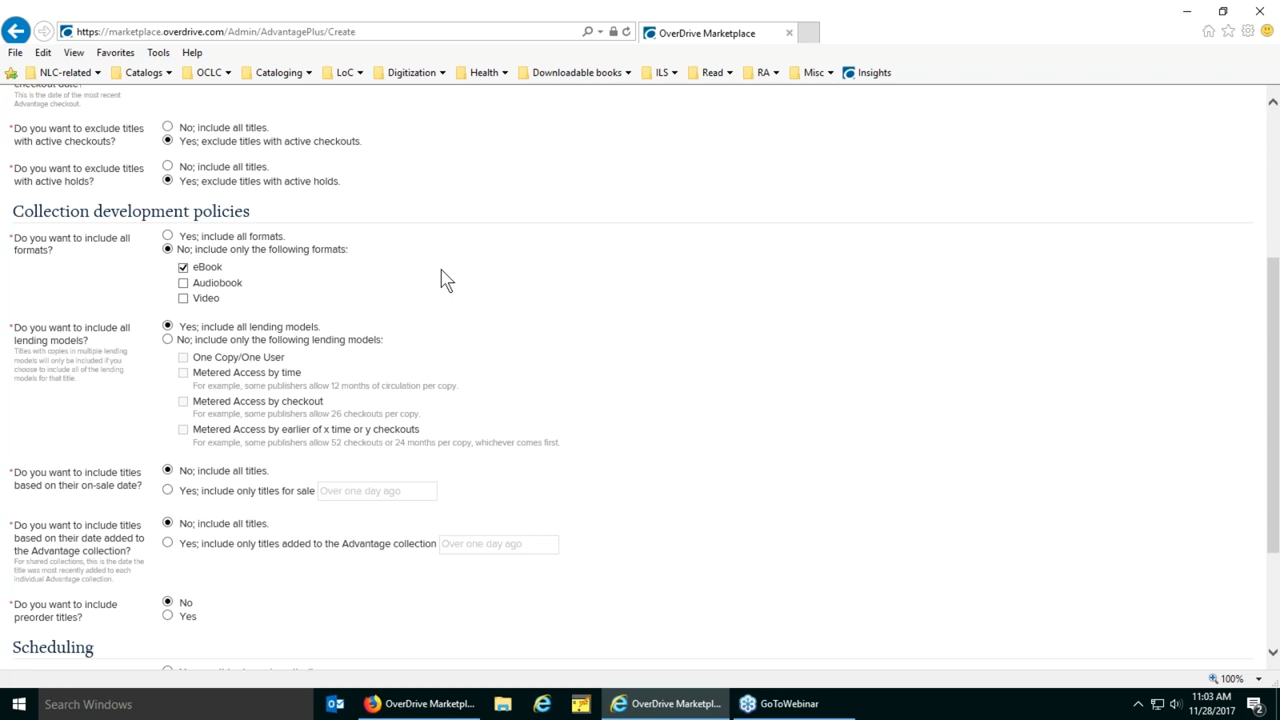 https://marketplace.overdrive.com/Admin/AdvantagePlus/Create
OverDrive Marketplace
File Edit View Favorites Tools Help
NLC-related Catalogs OCLC Cataloging LoC Digitization Health Downloadable books ILS Read RA Misc Insights
checkout date?
This is the date of the most recent
Advantage checkout.
*Do you want to exclude titles
with active checkouts?
No; include all titles.
Yes; exclude titles with active checkouts.
*Do you want to exclude titles
with active holds?
No; include all titles.
Yes; exclude titles with active holds.
Collection development policies
*Do you want to include all
formats?
Yes; include all formats.
No; include only the following formats:
eBook
Audiobook
Video
*Do you want to include all
lending models?
Titles with copies in multiple lending
models will only be included if you
choose to include all of the lending
models for that title.
Yes; include all lending models.
No; include only the following lending models:
One Copy/One User
Metered Access by time
For example, some publishers allow 12 months of circulation per copy.
Metered Access by checkout
For example, some publishers allow 26 checkouts per copy.
Metered Access by earlier of x time or y checkouts
For example, some publishers allow 52 checkouts or 24 months per copy, whichever comes first.
*Do you want to include titles
based on their on-sale date?
No; include all titles.
Yes; include only titles for sale Over one day ago
*Do you want to include titles
based on their date added to
the Advantage collection?
For shared collections, this is the date the
title was most recently added to each
individual Advantage collection.
No; include all titles.
Yes; include only titles added to the Advantage collection Over one day ago
*Do you want to include
preorder titles?
No
Yes
Scheduling
100%
Search Windows
OverDrive Marketpl...
OverDrive Marketpl...
GoToWebinar
11:03 AM
11/28/2017
2